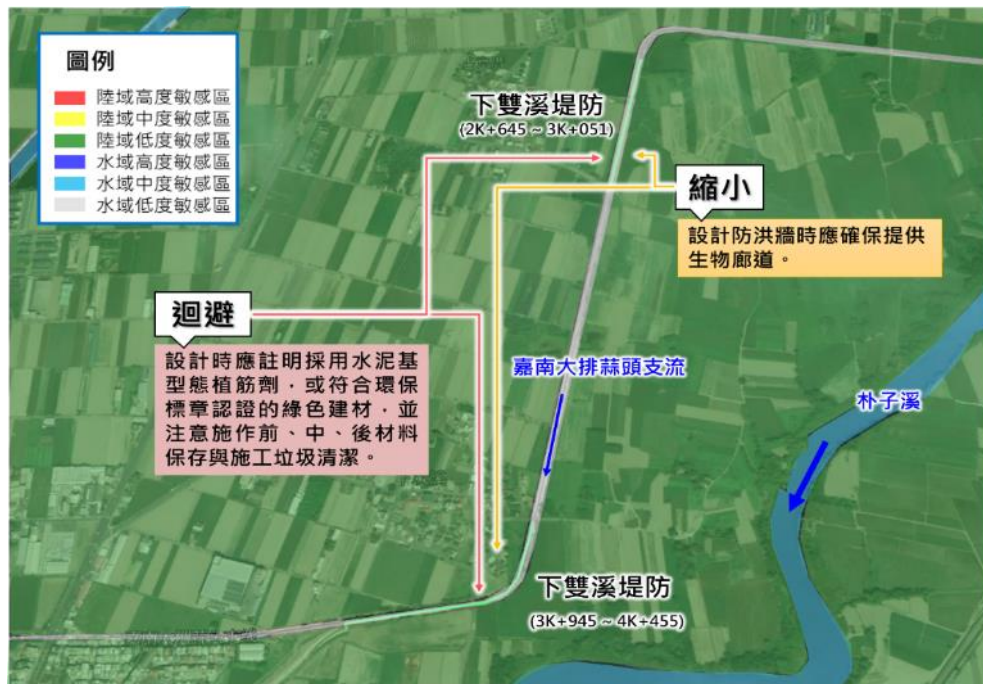 圖例
陸域高度敏感區
陸域中度敏感區
陸域低度敏感區
水域高度敏感區
水域中度敏感區
水域低度敏感區
下雙溪堤防
(2K+645 ~ 3K+051)
縮小
設計防洪牆時應確保提供
生物廊道。
迴避
設計時應註明採用水泥基
型態植筋劑，或符合環保
標章認證的綠色建材，並
注意施作前、中、後材料
保存與施工垃圾清潔。
嘉南大排蒜頭支流
朴子溪
下雙溪堤防
(3K+945 ~ 4K+455)